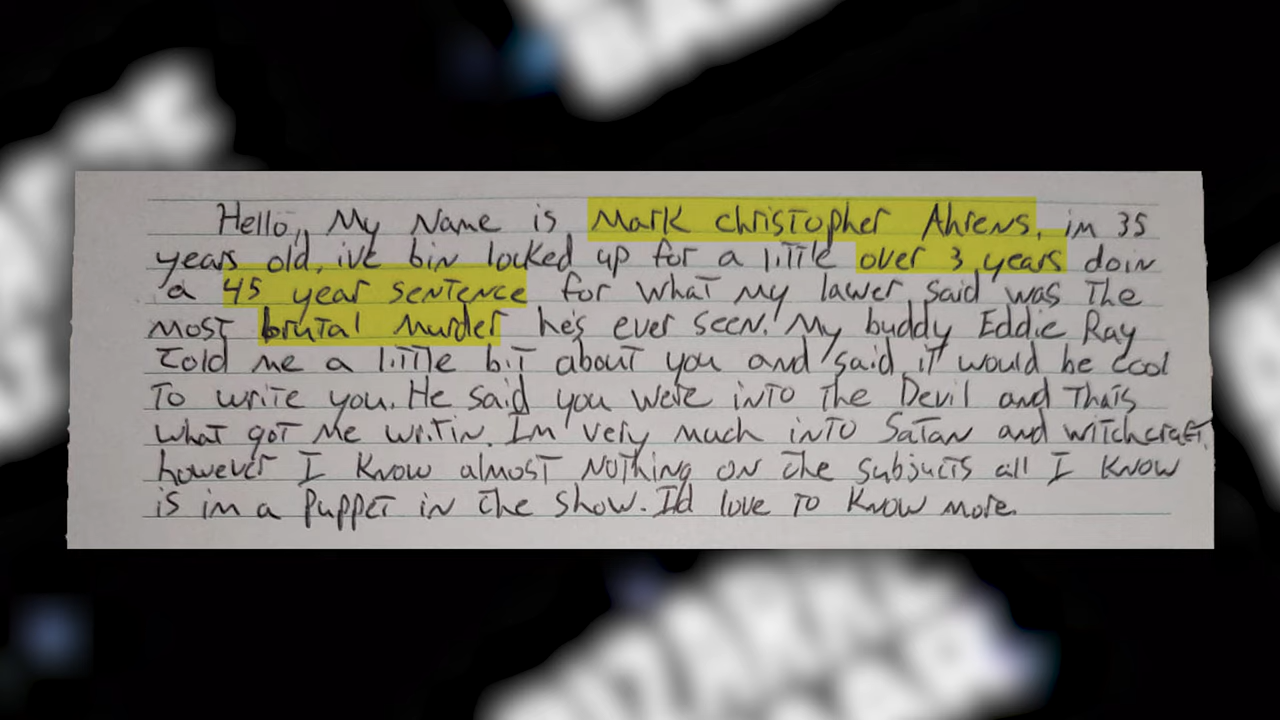 Hello, My Name is Mark christopher Ahrens, im 35
years old, ive bin locked up for a little over 3 years doin
a 45 year sentence for what my lawer said was the
most brutal murder he's ever seen. My buddy Eddie Ray
told me a little bit about you and said it would be cool
to write you. He said you were into the Devil and thats
what got me writin. Im very much into Satan and witchcraft,
however I know almost nothing on the subjucts all I know
is im a puppet in the show. I'd love to know more.